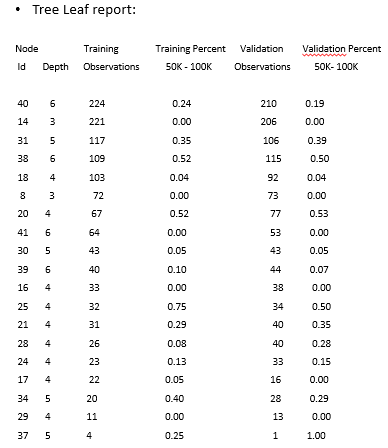 • Tree Leaf report:
Node Training Training Percent Validation Validation Percent
Id Depth Observations 50K - 100K Observations 50K- 100K
40 6 224 0.24 210 0.19
14 3 221 0.00 206 0.00
31 5 117 0.35 106 0.39
38 6 109 0.52 115 0.50
18 4 103 0.04 92 0.04
8 3 72 0.00 73 0.00
20 4 67 0.52 77 0.53
41 6 64 0.00 53 0.00
30 5 43 0.05 43 0.05
39 6 40 0.10 44 0.07
16 4 33 0.00 38 0.00
25 4 32 0.75 34 0.50
21 4 31 0.29 40 0.35
28 4 26 0.08 40 0.28
24 4 23 0.13 33 0.15
17 4 22 0.05 16 0.00
34 5 20 0.40 28 0.29
29 4 11 0.00 13 0.00
37 5 4 0.25 1 1.00